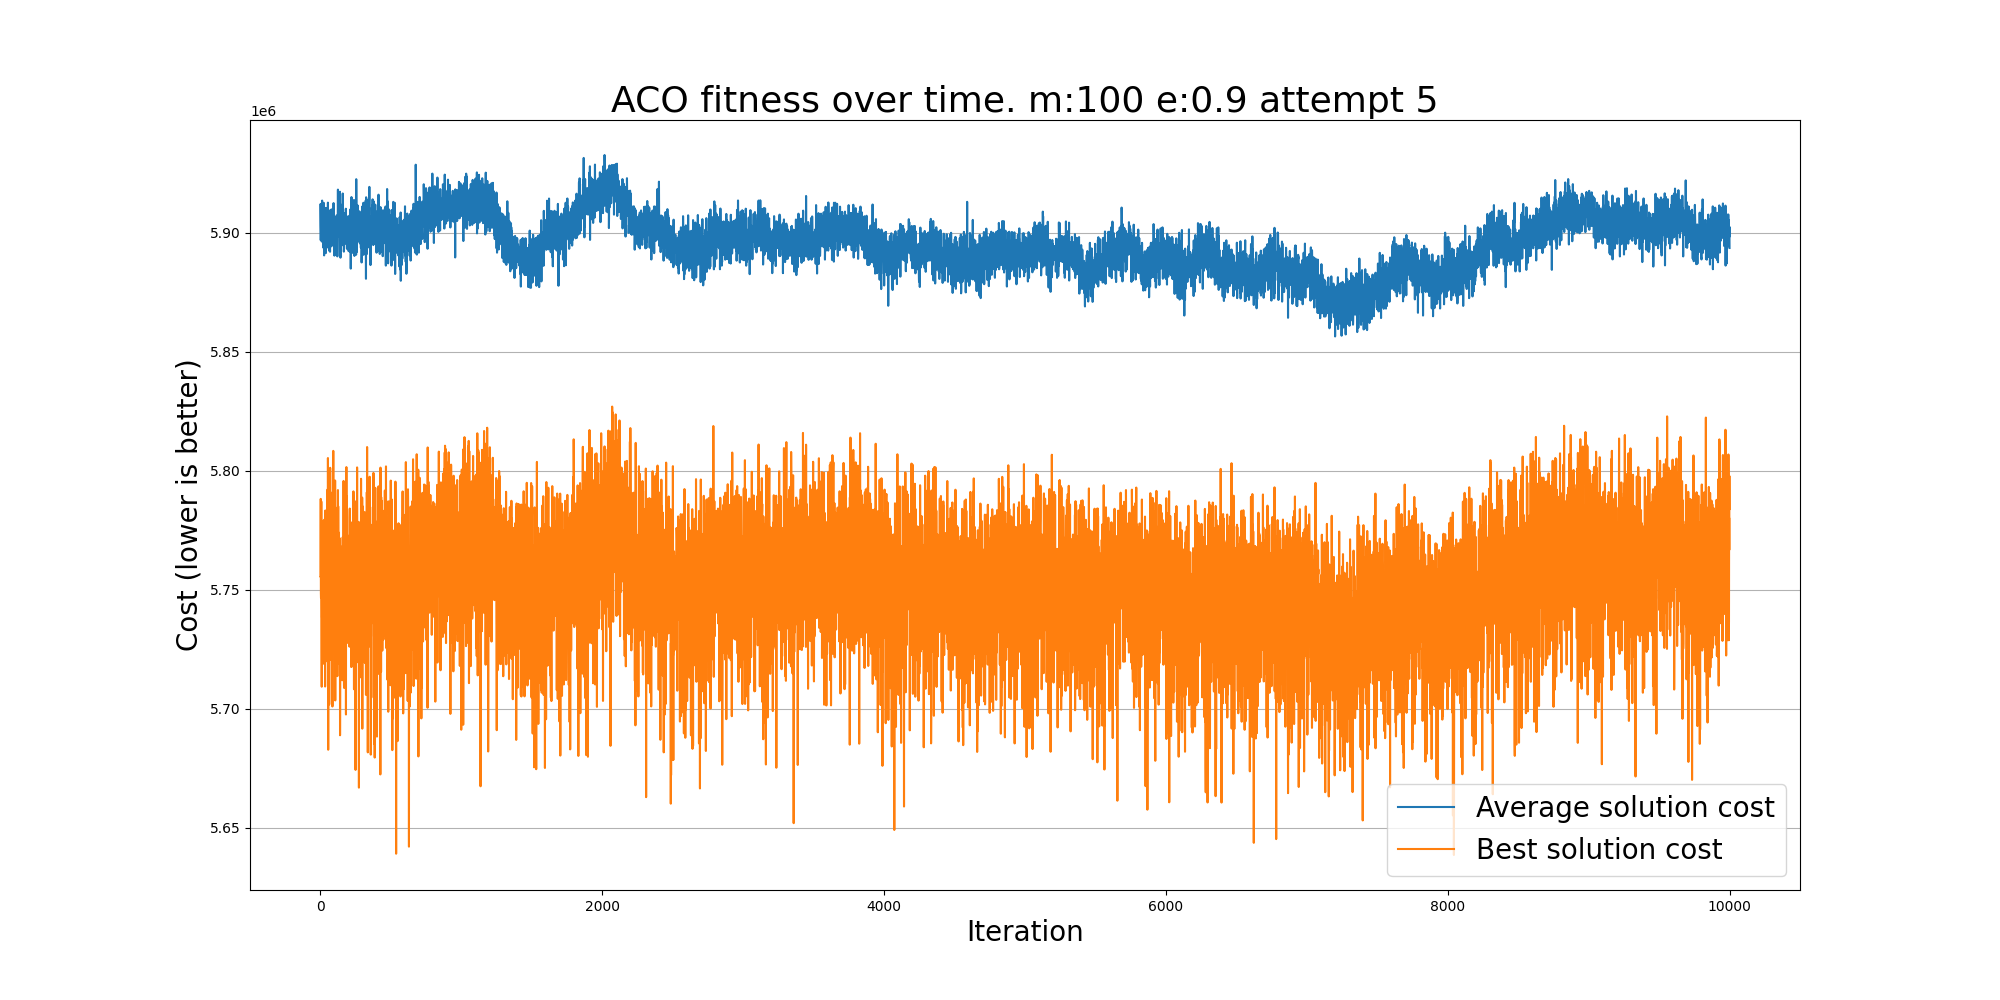 ACO fitness over time. m:100 e:0.9 attempt 5
1e6
5.90
5.85
5.80
5.75
5.70
5.65
Cost (lower is better)
Average solution cost
Best solution cost
0 2000 4000 6000 8000 10000
Iteration